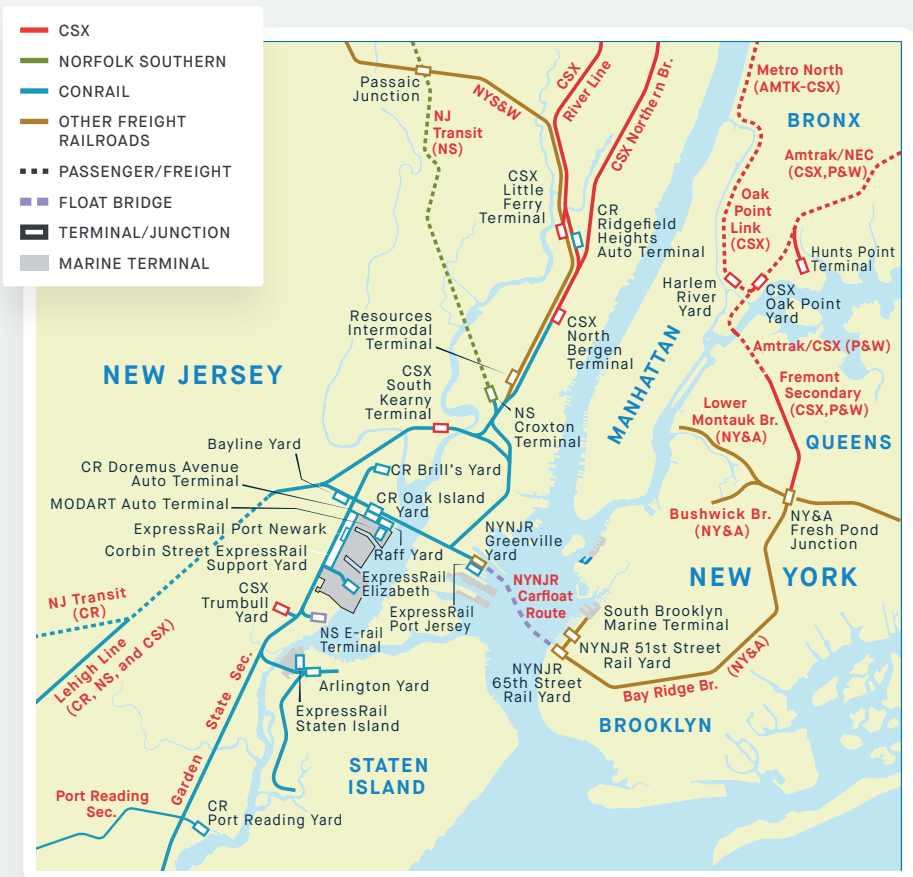 CSX
NORFOLK SOUTHERN
CONRAIL
OTHER FREIGHT
RAILROADS
PASSENGER/FREIGHT
FLOAT BRIDGE
TERMINAL/JUNCTION
MARINE TERMINAL
Passaic
Junction
NYS&W
CSX
River Line
CSX Northern Br.
Metro North
(AMTK-CSX)
BRONX
NJ
Transit
(NS)
Amtrak/NEC
(CSX,P&W)
CSX
Little
Ferry
Terminal
CR
Ridgefield
Heights
Auto Terminal
Oak
Point
Link
(CSX)
Hunts Point
Terminal
Harlem
River
Yard
CSX
Oak Point
Yard
Resources
Intermodal
Terminal
CSX
North
Bergen
Terminal
MANHATTAN
Amtrak/CSX (P&W)
NEW JERSEY
CSX
South
Kearny
Terminal
Fremont
Secondary
(CSX,P&W)
Lower
Montauk Br.
(NY&A)
NS
Croxton
Terminal
QUEENS
Bayline Yard
CR Doremus Avenue
Auto Terminal
CR Brill's Yard
MODART Auto Terminal
CR Oak Island
Yard
Bushwick Br.
(NY&A)
NY&A
Fresh Pond
Junction
ExpressRail Port Newark
NYNJR
Greenville
Yard
Corbin Street ExpressRail
Support Yard
Raff Yard
NEW YORK
ExpressRail
Elizabeth
NYNJR
Carfloat
Route
NJ Transit
(CR)
CSX
Trumbull
Yard
ExpressRail
Port Jersey
South Brooklyn
Marine Terminal
NS E-rail
Terminal
NYNJR 51st Street
Rail Yard
Lehigh Line
(CR, NS, and CSX)
NYNJR
65th Street
Rail Yard
Bay Ridge Br.
(NY&A)
Arlington Yard
ExpressRail
Staten Island
BROOKLYN
Garden State Sec.
STATEN
ISLAND
Port Reading
Sec.
CR
Port Reading Yard